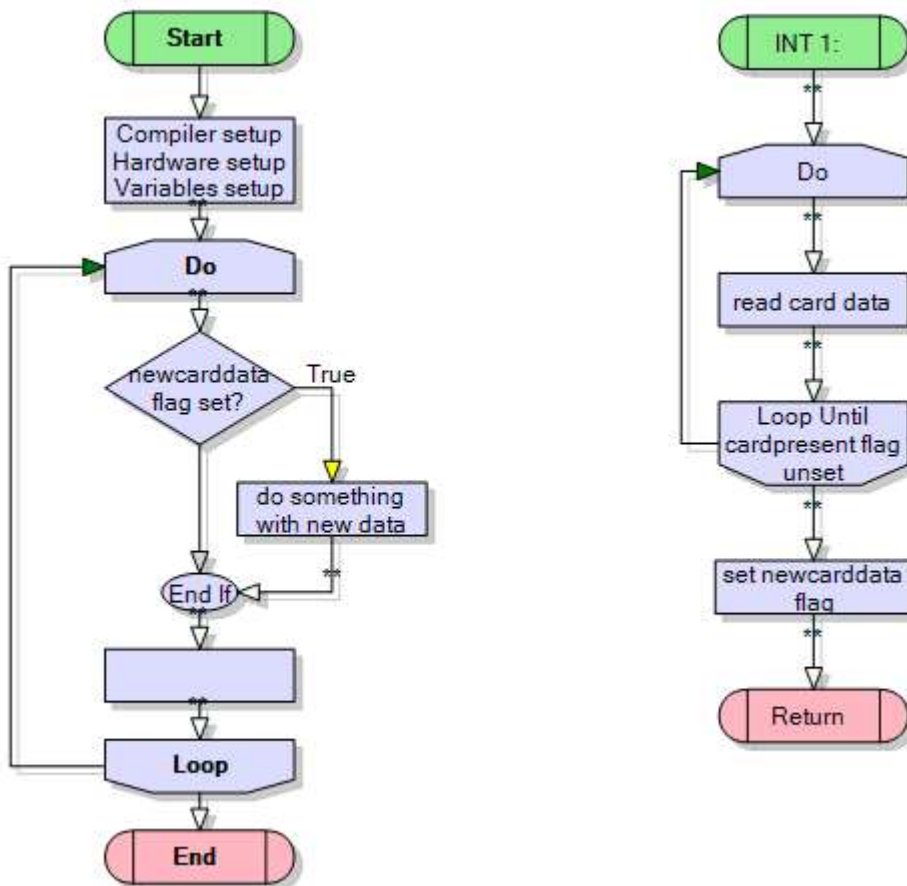 Start
Compiler setup
Hardware setup
Variables setup
**
Do
**
newcarddata
flag set?
True
do something
with new data
**
End If
**
**
Loop
End
INT 1:
**
Do
**
read card data
**
Loop Until
cardpresent flag
unset
**
set newcarddata
flag
**
Return